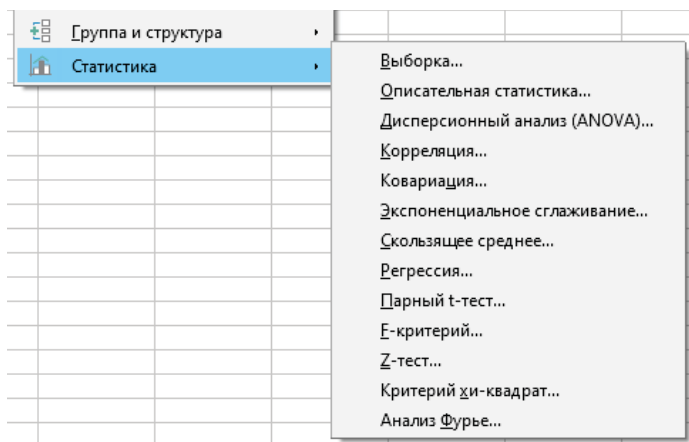 Группа и структура
Статистика
Выборка...
Описательная статистика...
Дисперсионный анализ (ANOVA)...
Корреляция...
Ковариация...
Экспоненциальное сглаживание...
Скользящее среднее...
Регрессия...
Парный t-тест...
F-критерий...
Z-тест...
Критерий хи-квадрат...
Анализ Фурье...